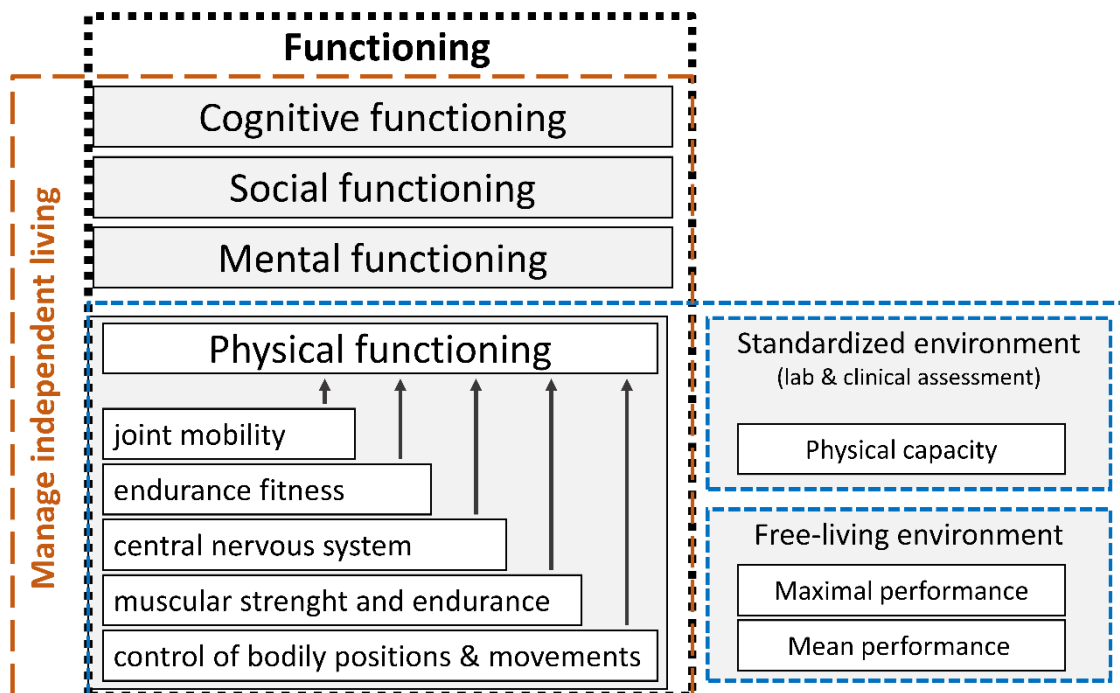 Functioning
Manage independent living
Cognitive functioning
Social functioning
Mental functioning
Physical functioning
joint mobility
endurance fitness
central nervous system
muscular strenght and endurance
control of bodily positions & movements
Standardized environment
(lab & clinical assessment)
Physical capacity
Free-living environment
Maximal performance
Mean performance